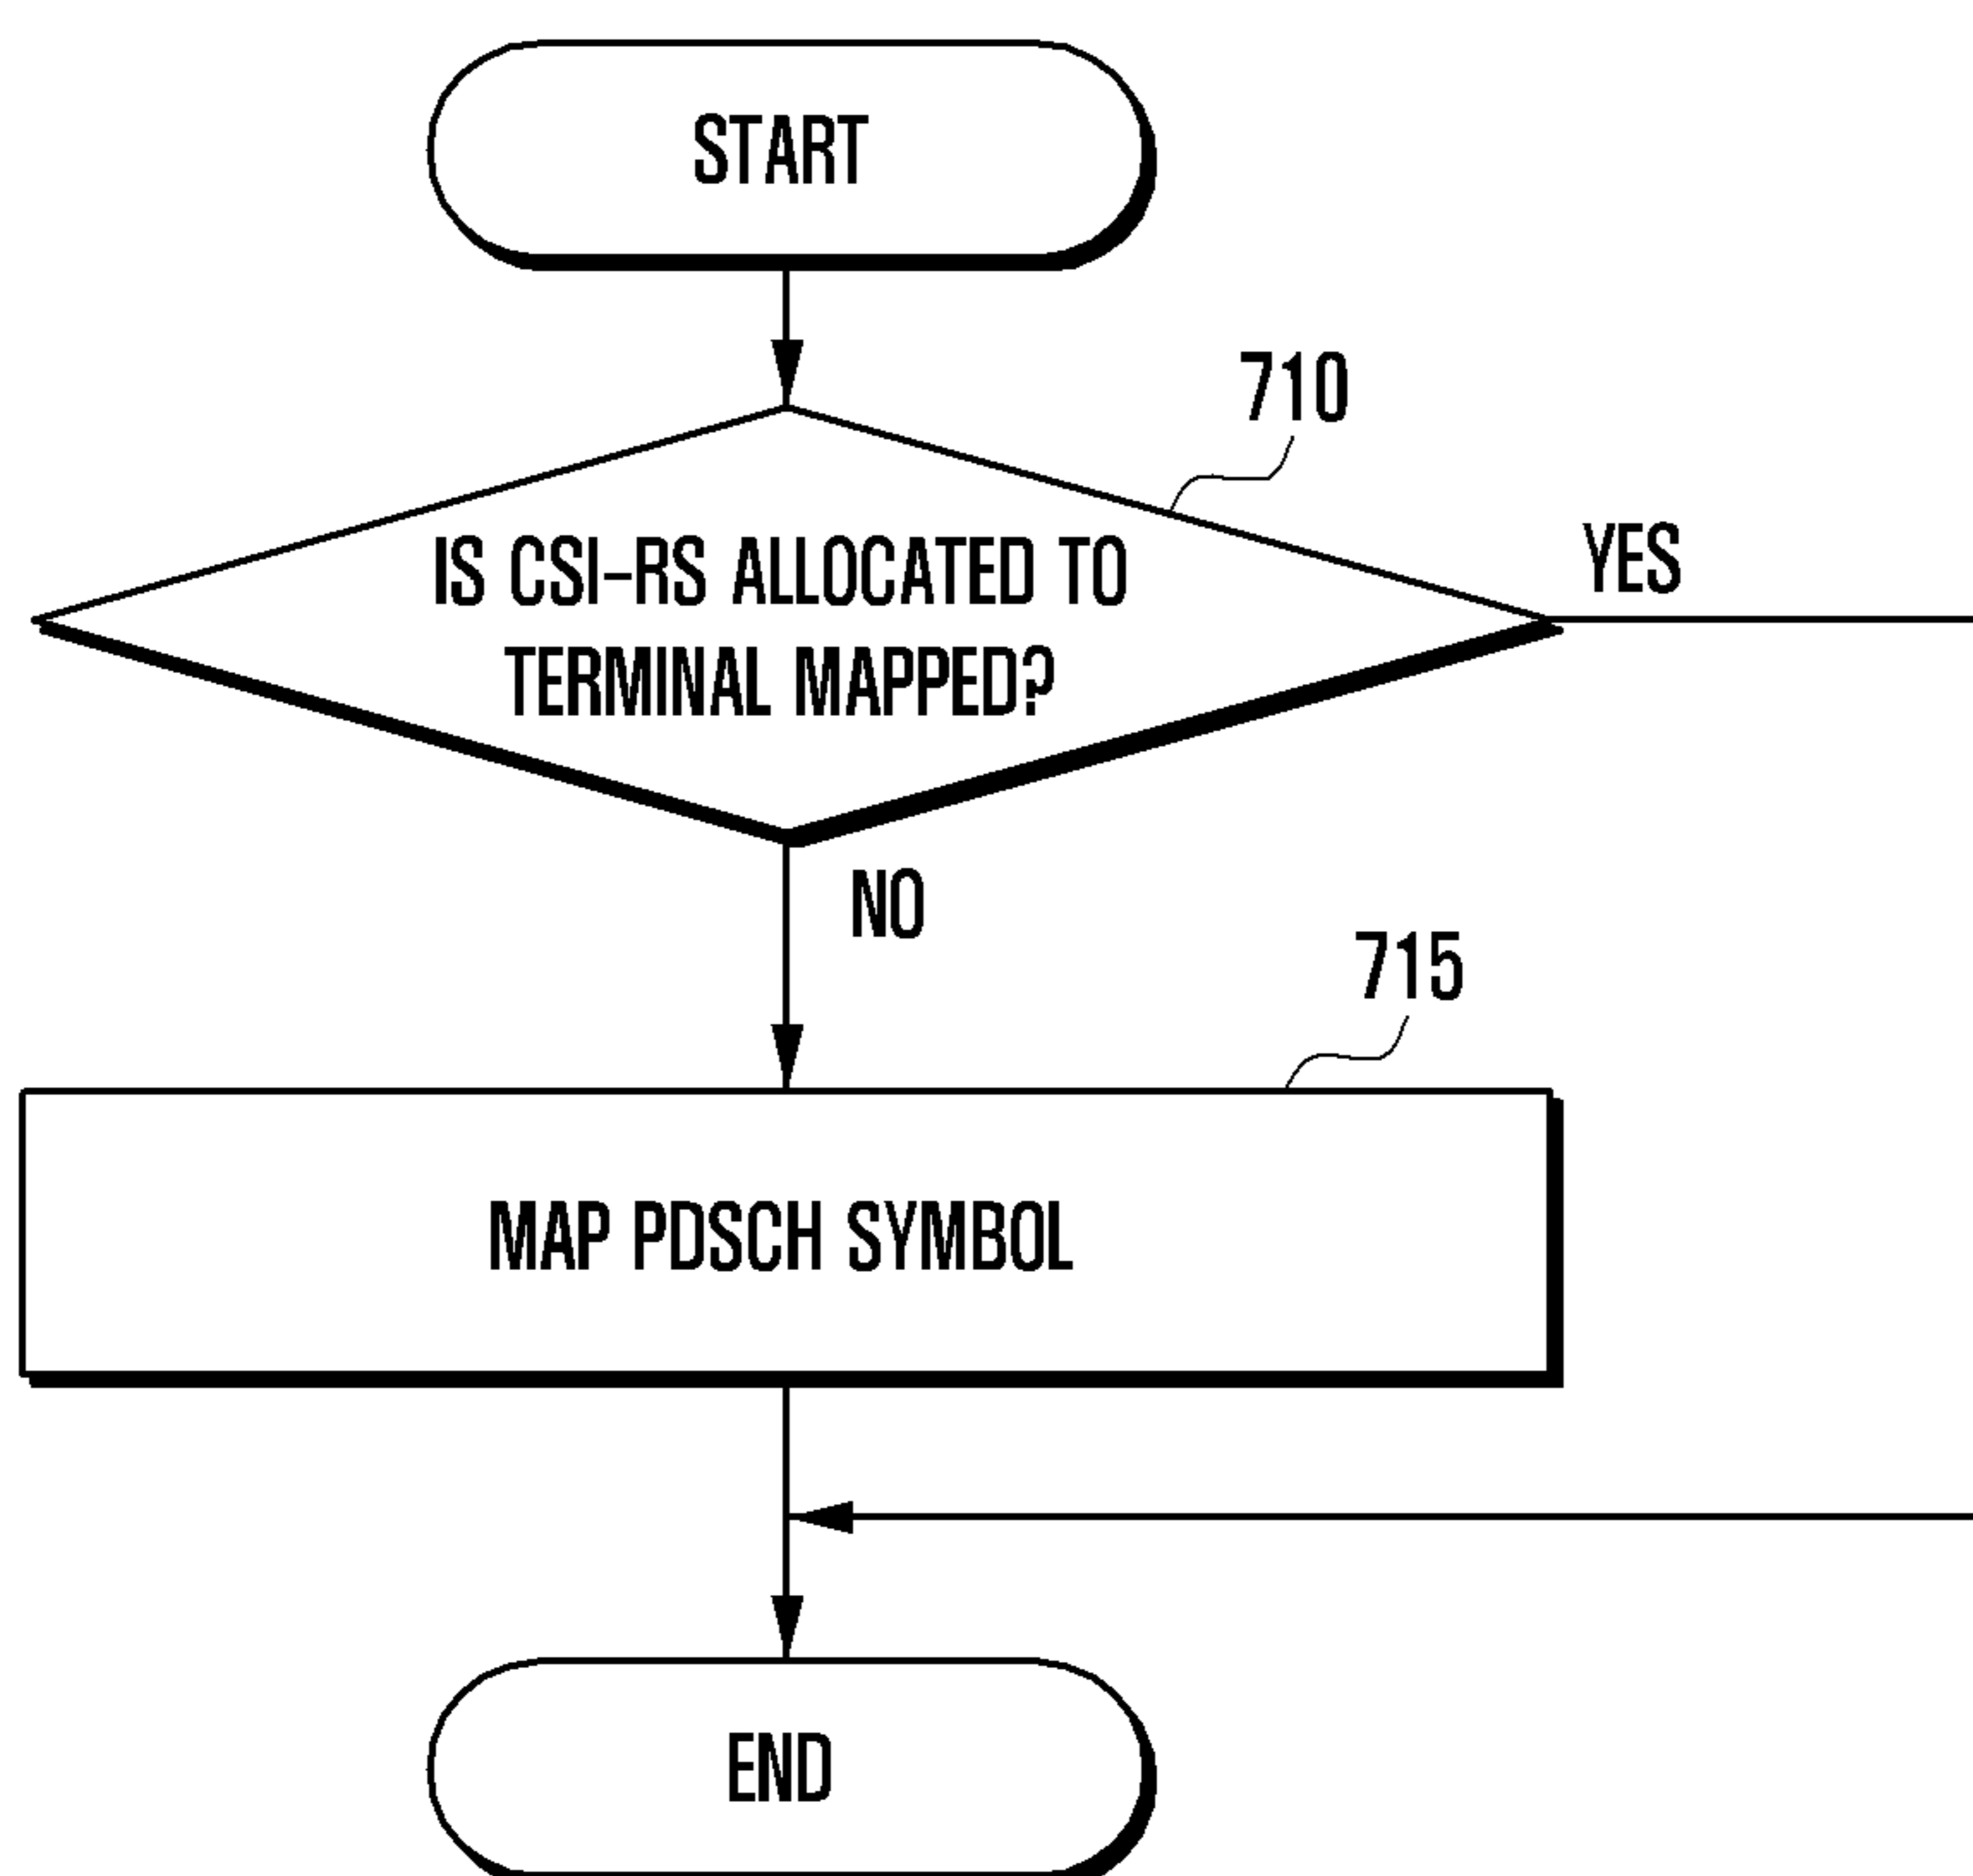 START
710
IS CSI-RS ALLOCATED TO
TERMINAL MAPPED?
YES
NO
715
MAP PDSCH SYMBOL
END